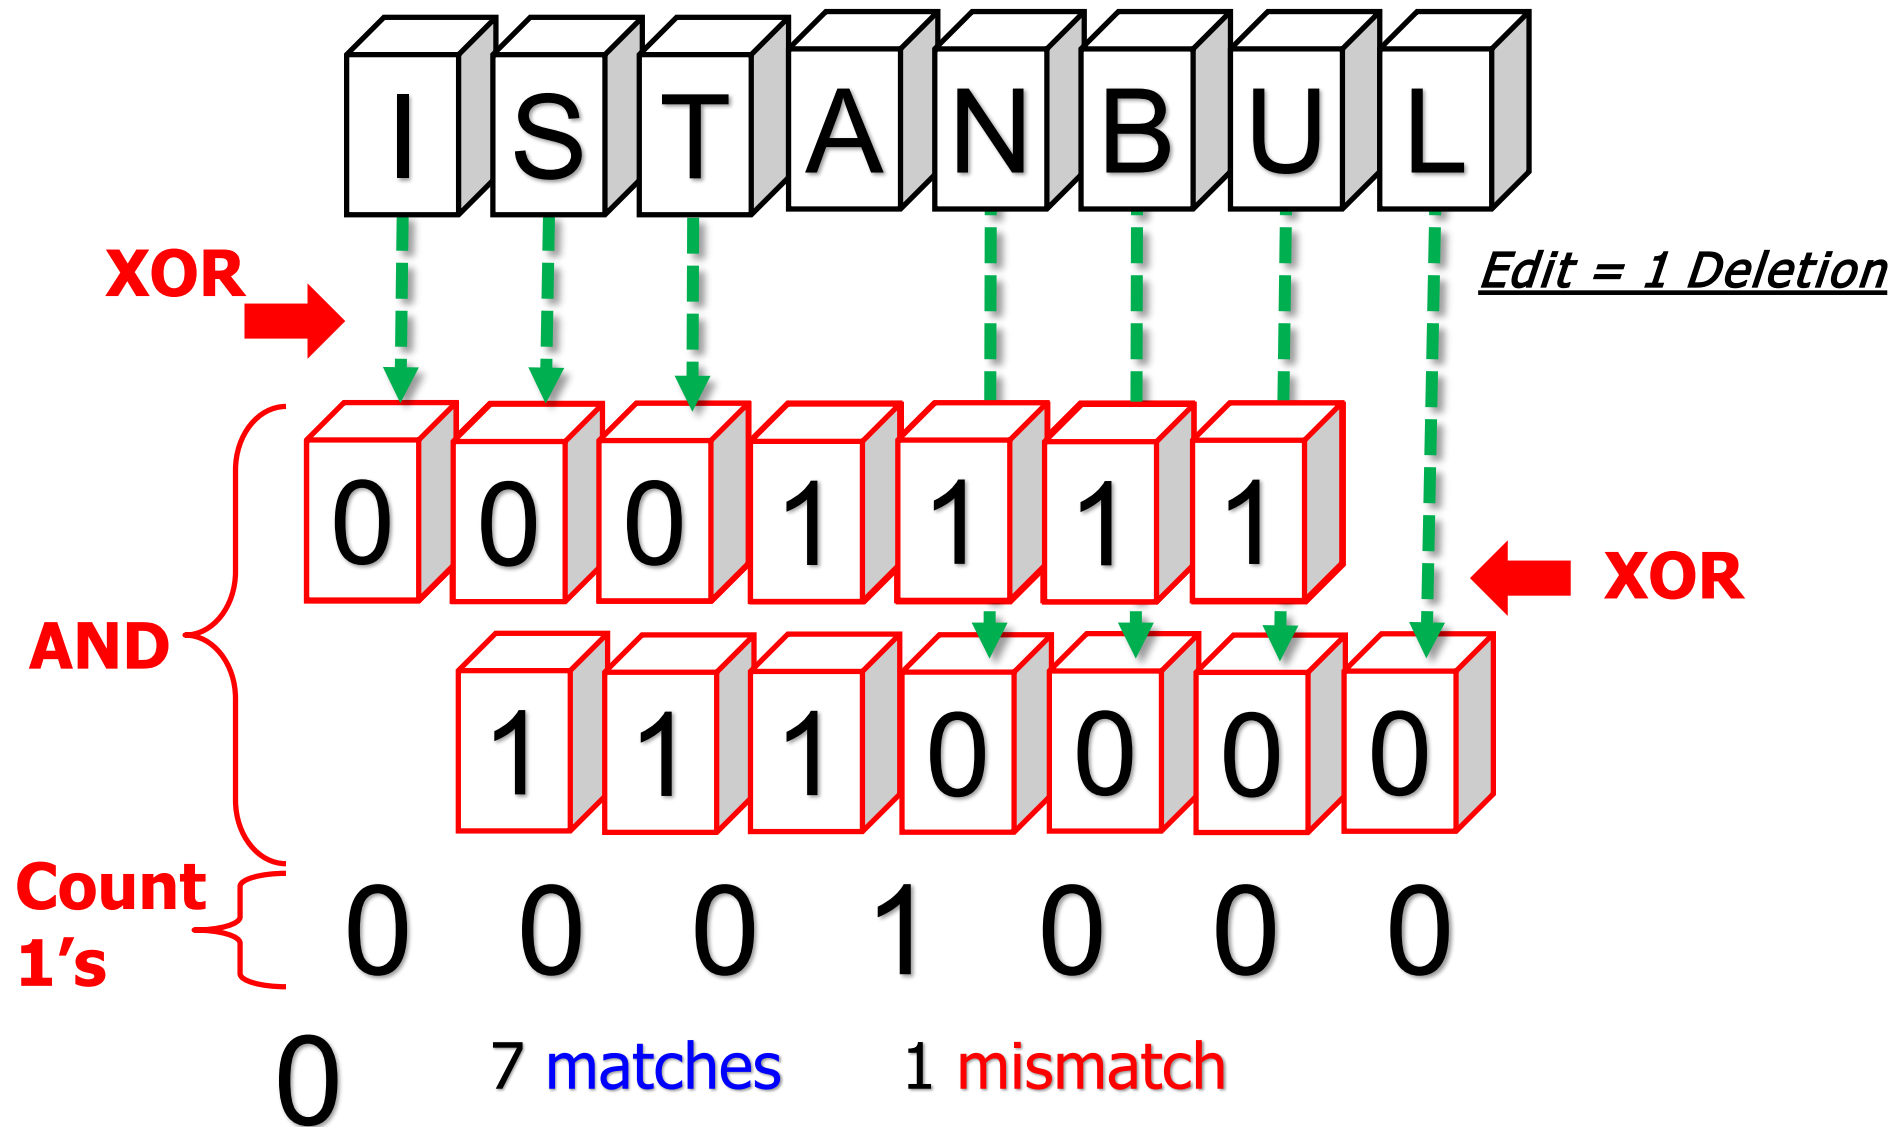 I S T A N B U L
XOR
Edit = 1 Deletion
0 0 0 1 1 1 1
XOR
AND
1 1 1 0 0 0 0
Count
1's
0 0 0 1 0 0 0
0
7 matches 1 mismatch